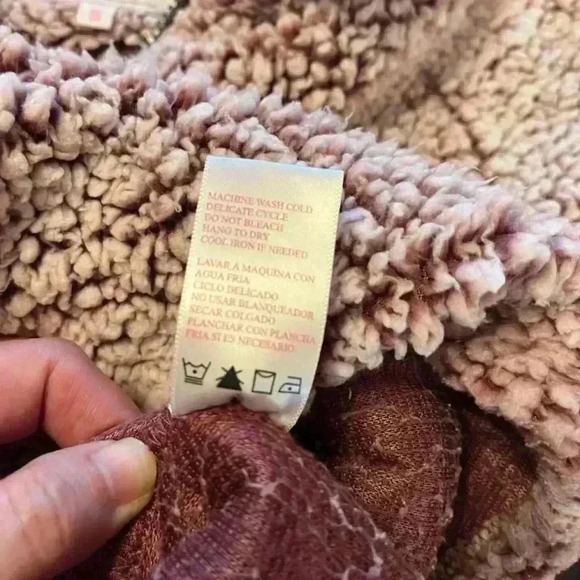 MACHINE WASH COLD
DELICATE CYCLE
DO NOT BLEACH
HANG TO DRY
COOL IRON IF NEEDED
LAVAR A MAQUINA CON
AGUA FRIA
CICLO DELICADO
NO USAR BLANQUEADOR
SECAR COLGADO
PLANCHAR CON PLANCHA
FRIA SI ES NECESARIO